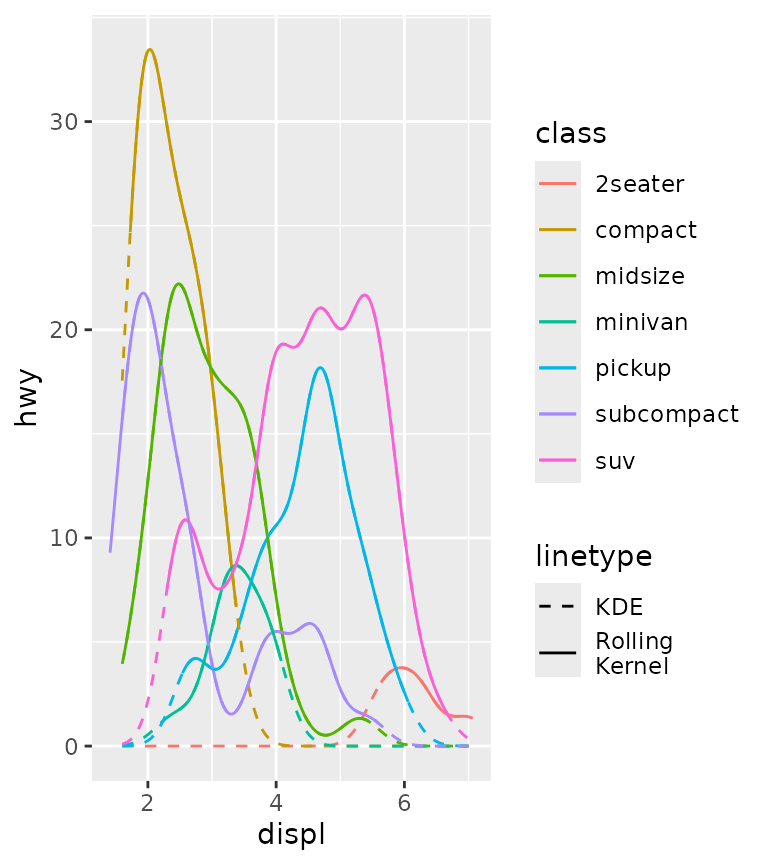 30
20
10
0
2
4
6
displ
hwy
class
2seater
compact
midsize
minivan
pickup
subcompact
suv
linetype
KDE
Rolling
Kernel